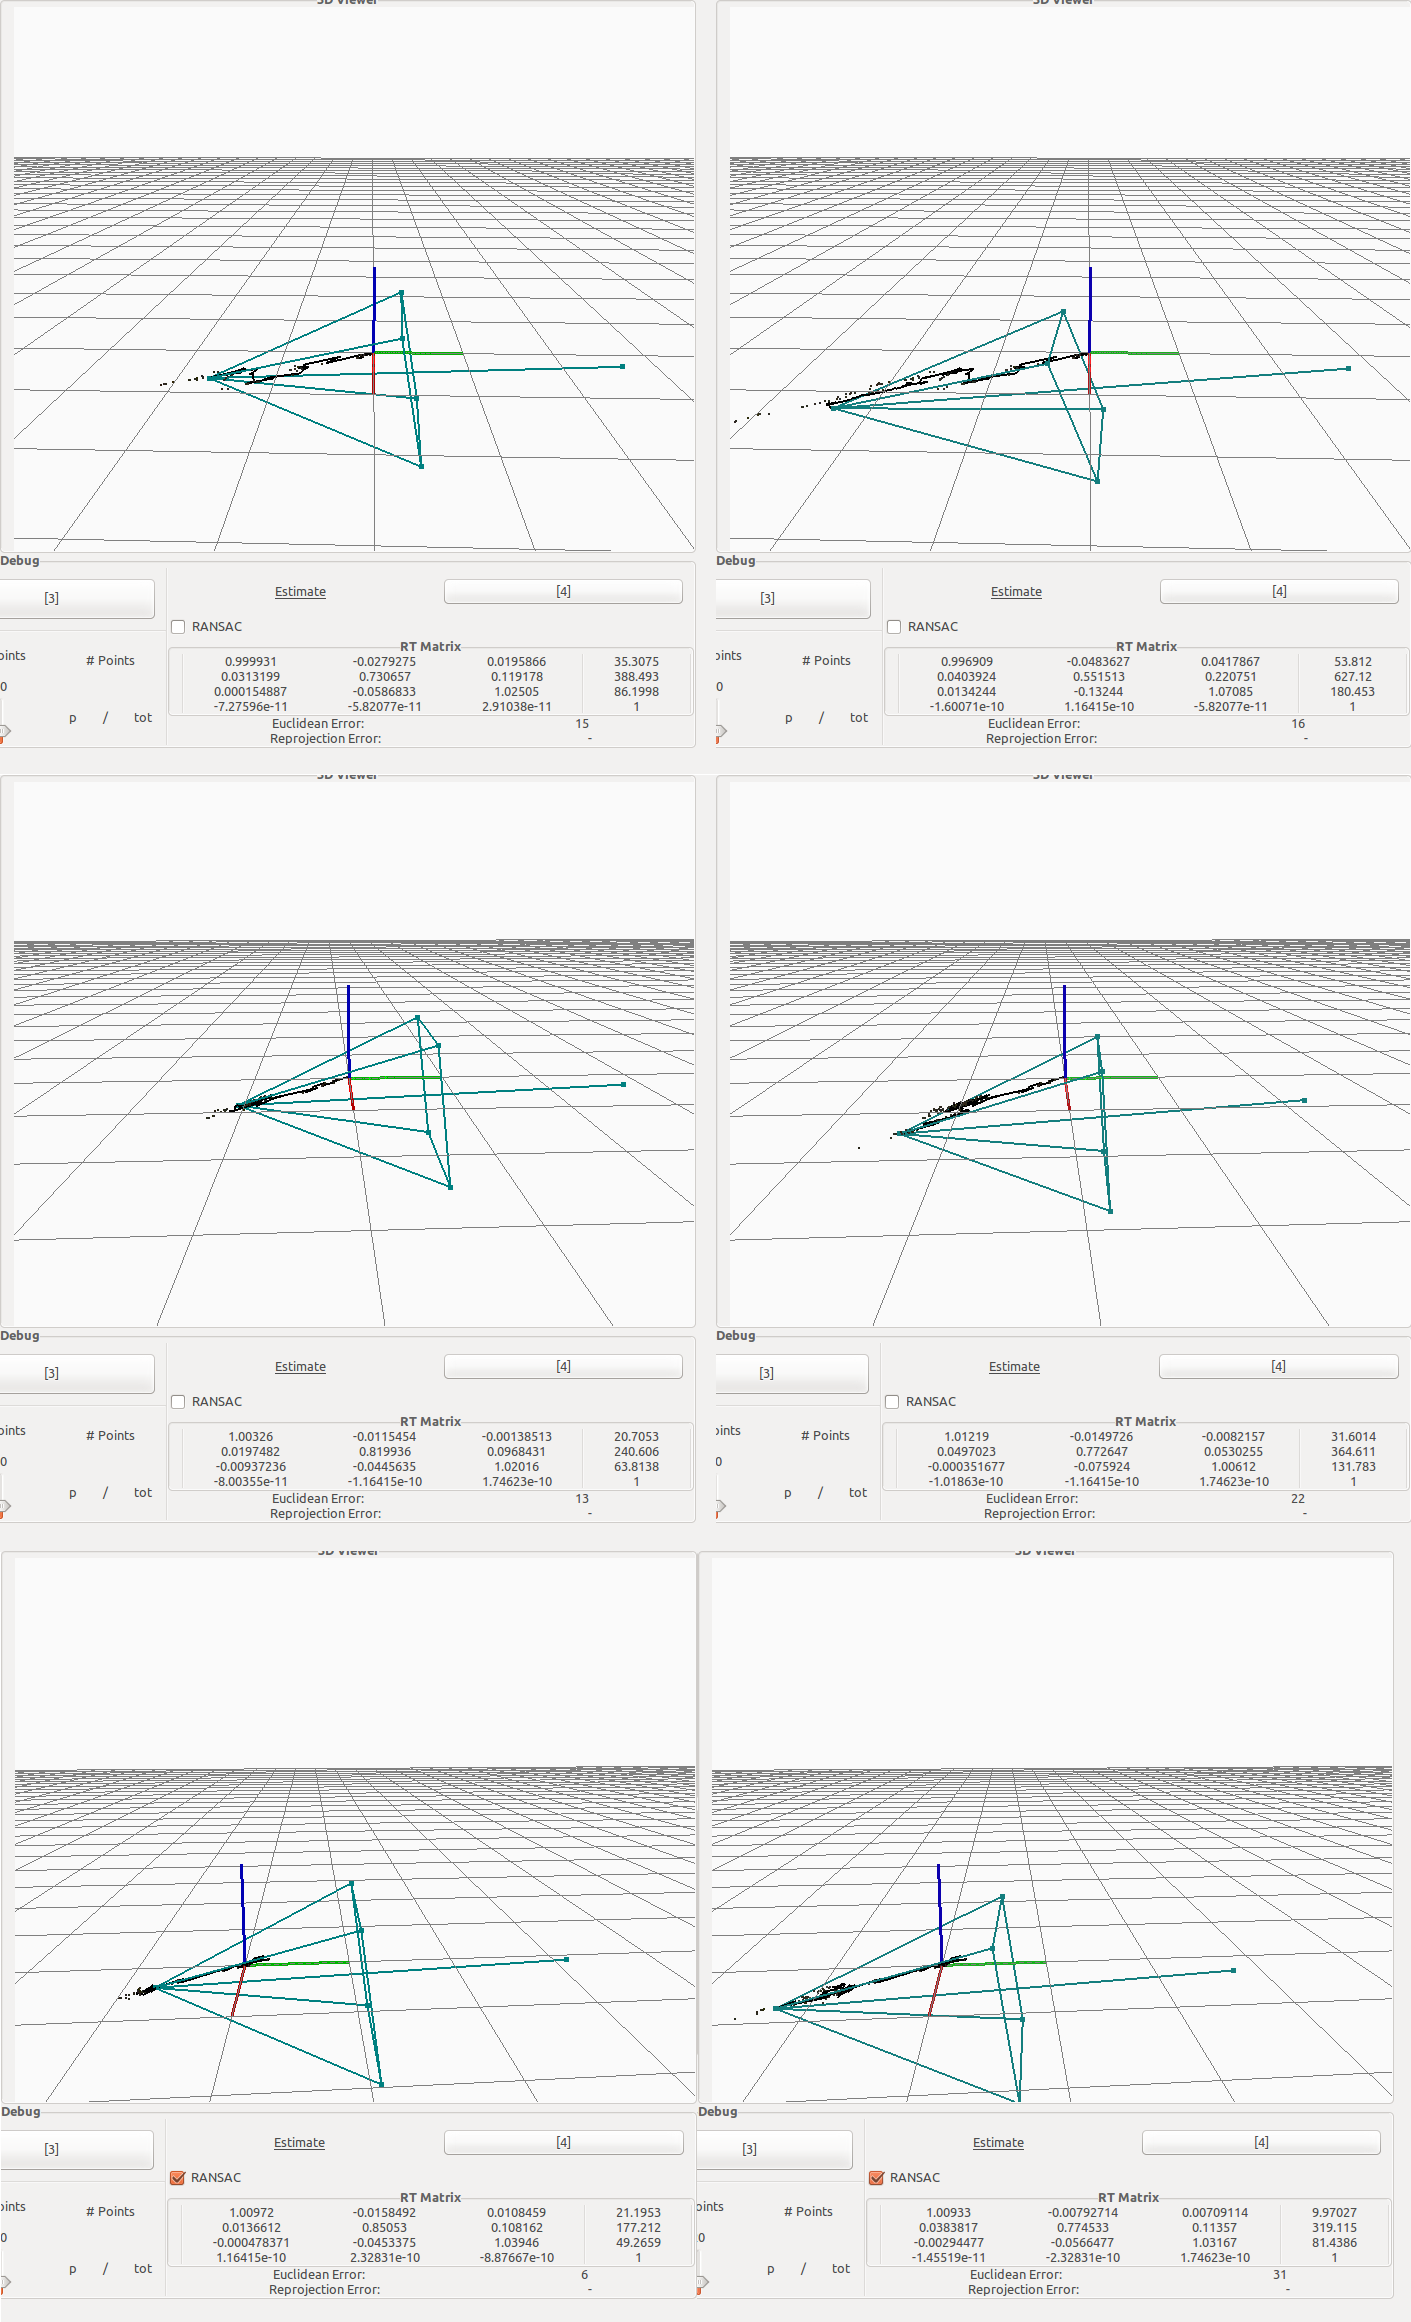 3D Viewer 3D Viewer
Debug Debug
[3] Estimate [4] [3] Estimate [4]
RANSAC RANSAC
oints # Points RT Matrix oints # Points RT Matrix
0.999931 -0.0279275 0.0195866 35.3075 0.996909 -0.0483627 0.0417867 53.812
0.0313199 0.730657 0.119178 388.493 0.0403924 0.551513 0.220751 627.12
0 0.000154887 -0.0586833 1.02505 86.1998 0 0.0134244 -0.13244 1.07085 180.453
-7.27596e-11 -5.82077e-11 2.91038e-11 1 -1.60071e-10 1.16415e-10 -5.82077e-11 1
p / tot Euclidean Error: 15 p / tot Euclidean Error: 16
Reprojection Error: - Reprojection Error: -
3D Viewer 3D Viewer
Debug Debug
[3] Estimate [4] [3] Estimate [4]
RANSAC RANSAC
oints # Points RT Matrix oints # Points RT Matrix
1.00326 -0.0115454 -0.00138513 20.7053 1.01219 -0.0149726 -0.0082157 31.6014
0.0197482 0.819936 0.0968431 240.606 0.0497023 0.772647 0.0530255 364.611
0 -0.00937236 -0.0445635 1.02016 63.8138 0 -0.000351677 -0.075924 1.00612 131.783
-8.00355e-11 -1.16415e-10 1.74623e-10 1 -1.01863e-10 -1.16415e-10 1.74623e-10 1
p / tot Euclidean Error: 13 p / tot Euclidean Error: 22
Reprojection Error: - Reprojection Error: -
3D Viewer 3D Viewer
Debug Debug
[3] Estimate [4] [3] Estimate [4]
RANSAC RANSAC
oints # Points RT Matrix oints # Points RT Matrix
1.00972 -0.0158492 0.0108459 21.1953 1.00933 -0.00792714 0.00709114 9.97027
0.0136612 0.85053 0.108162 177.212 0.0383817 0.774533 0.11357 319.115
0 -0.000478371 -0.0453375 1.03946 49.2659 0 -0.00294477 -0.0566477 1.03167 81.4386
1.16415e-10 2.32831e-10 -8.87667e-10 1 -1.45519e-11 -2.32831e-10 1.74623e-10 1
p / tot Euclidean Error: 6 p / tot Euclidean Error: 31
Reprojection Error: - Reprojection Error: -